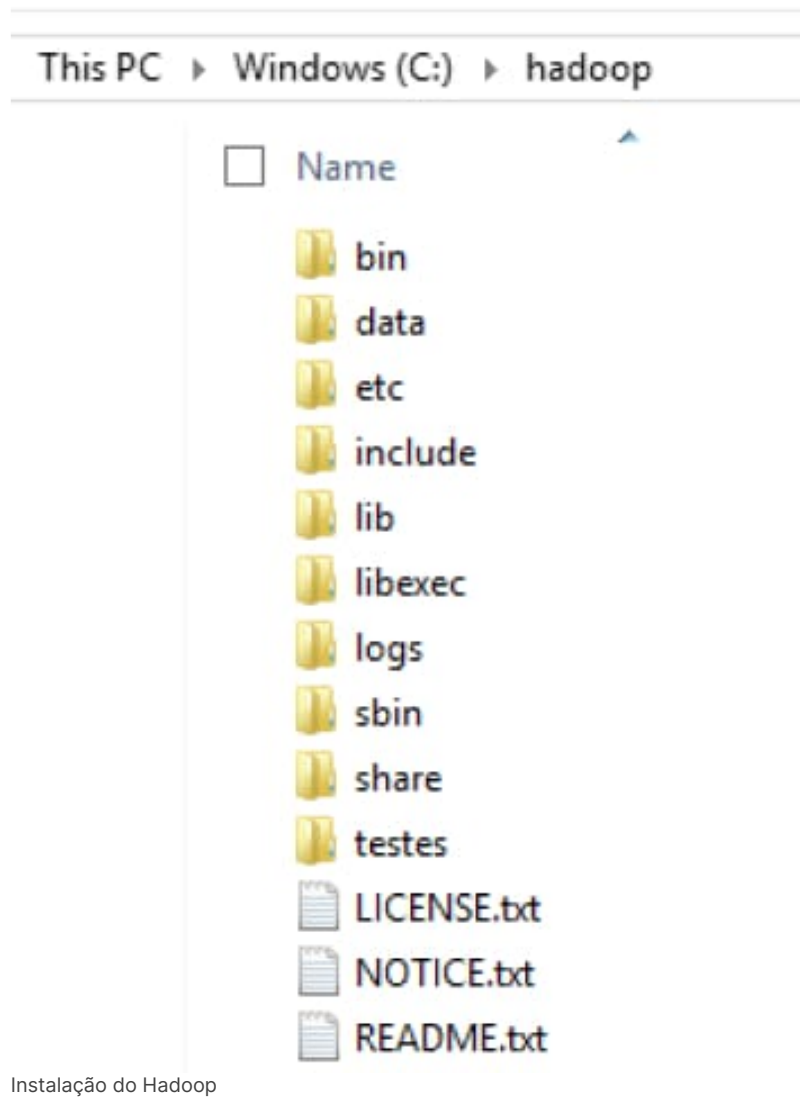 This PC Windows (C:) hadoop
Name
bin
data
etc
include
lib
libexec
logs
sbin
share
testes
LICENSE.txt
NOTICE.txt
README.txt
Instalação do Hadoop